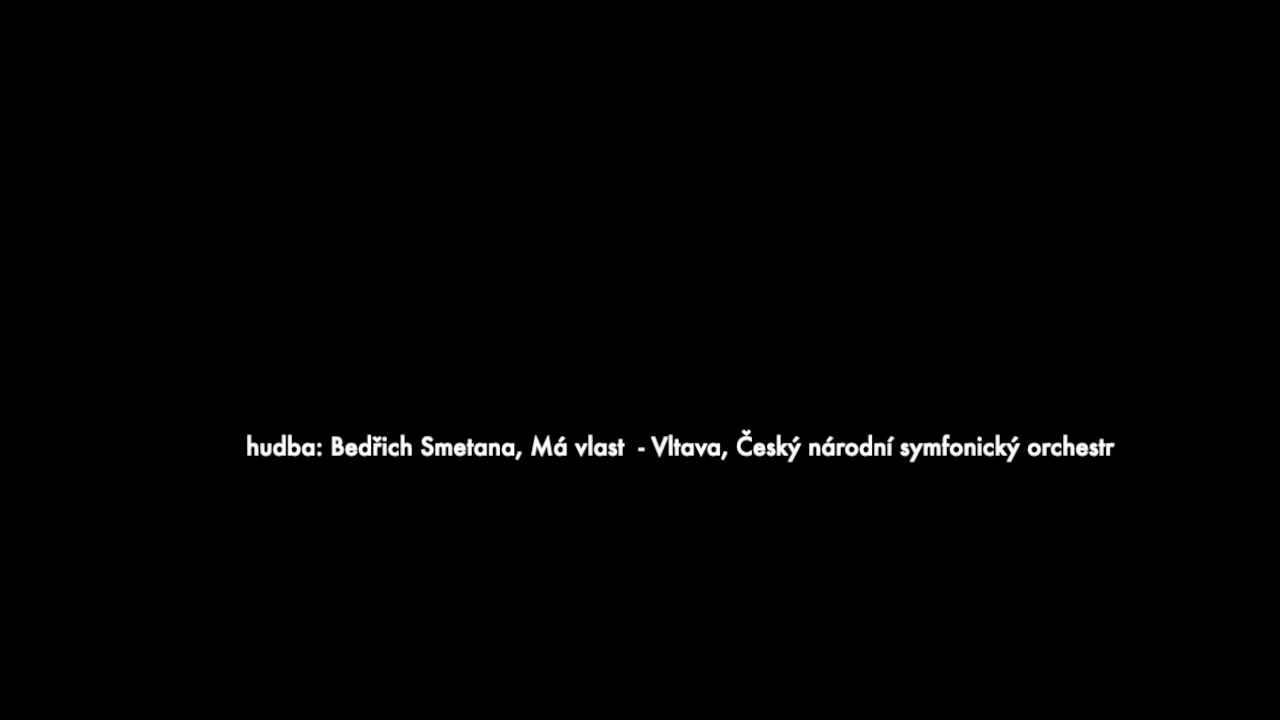 hudba: Bedřich Smetana, Má vlast - Vltava, Český národní symfonický orchestr